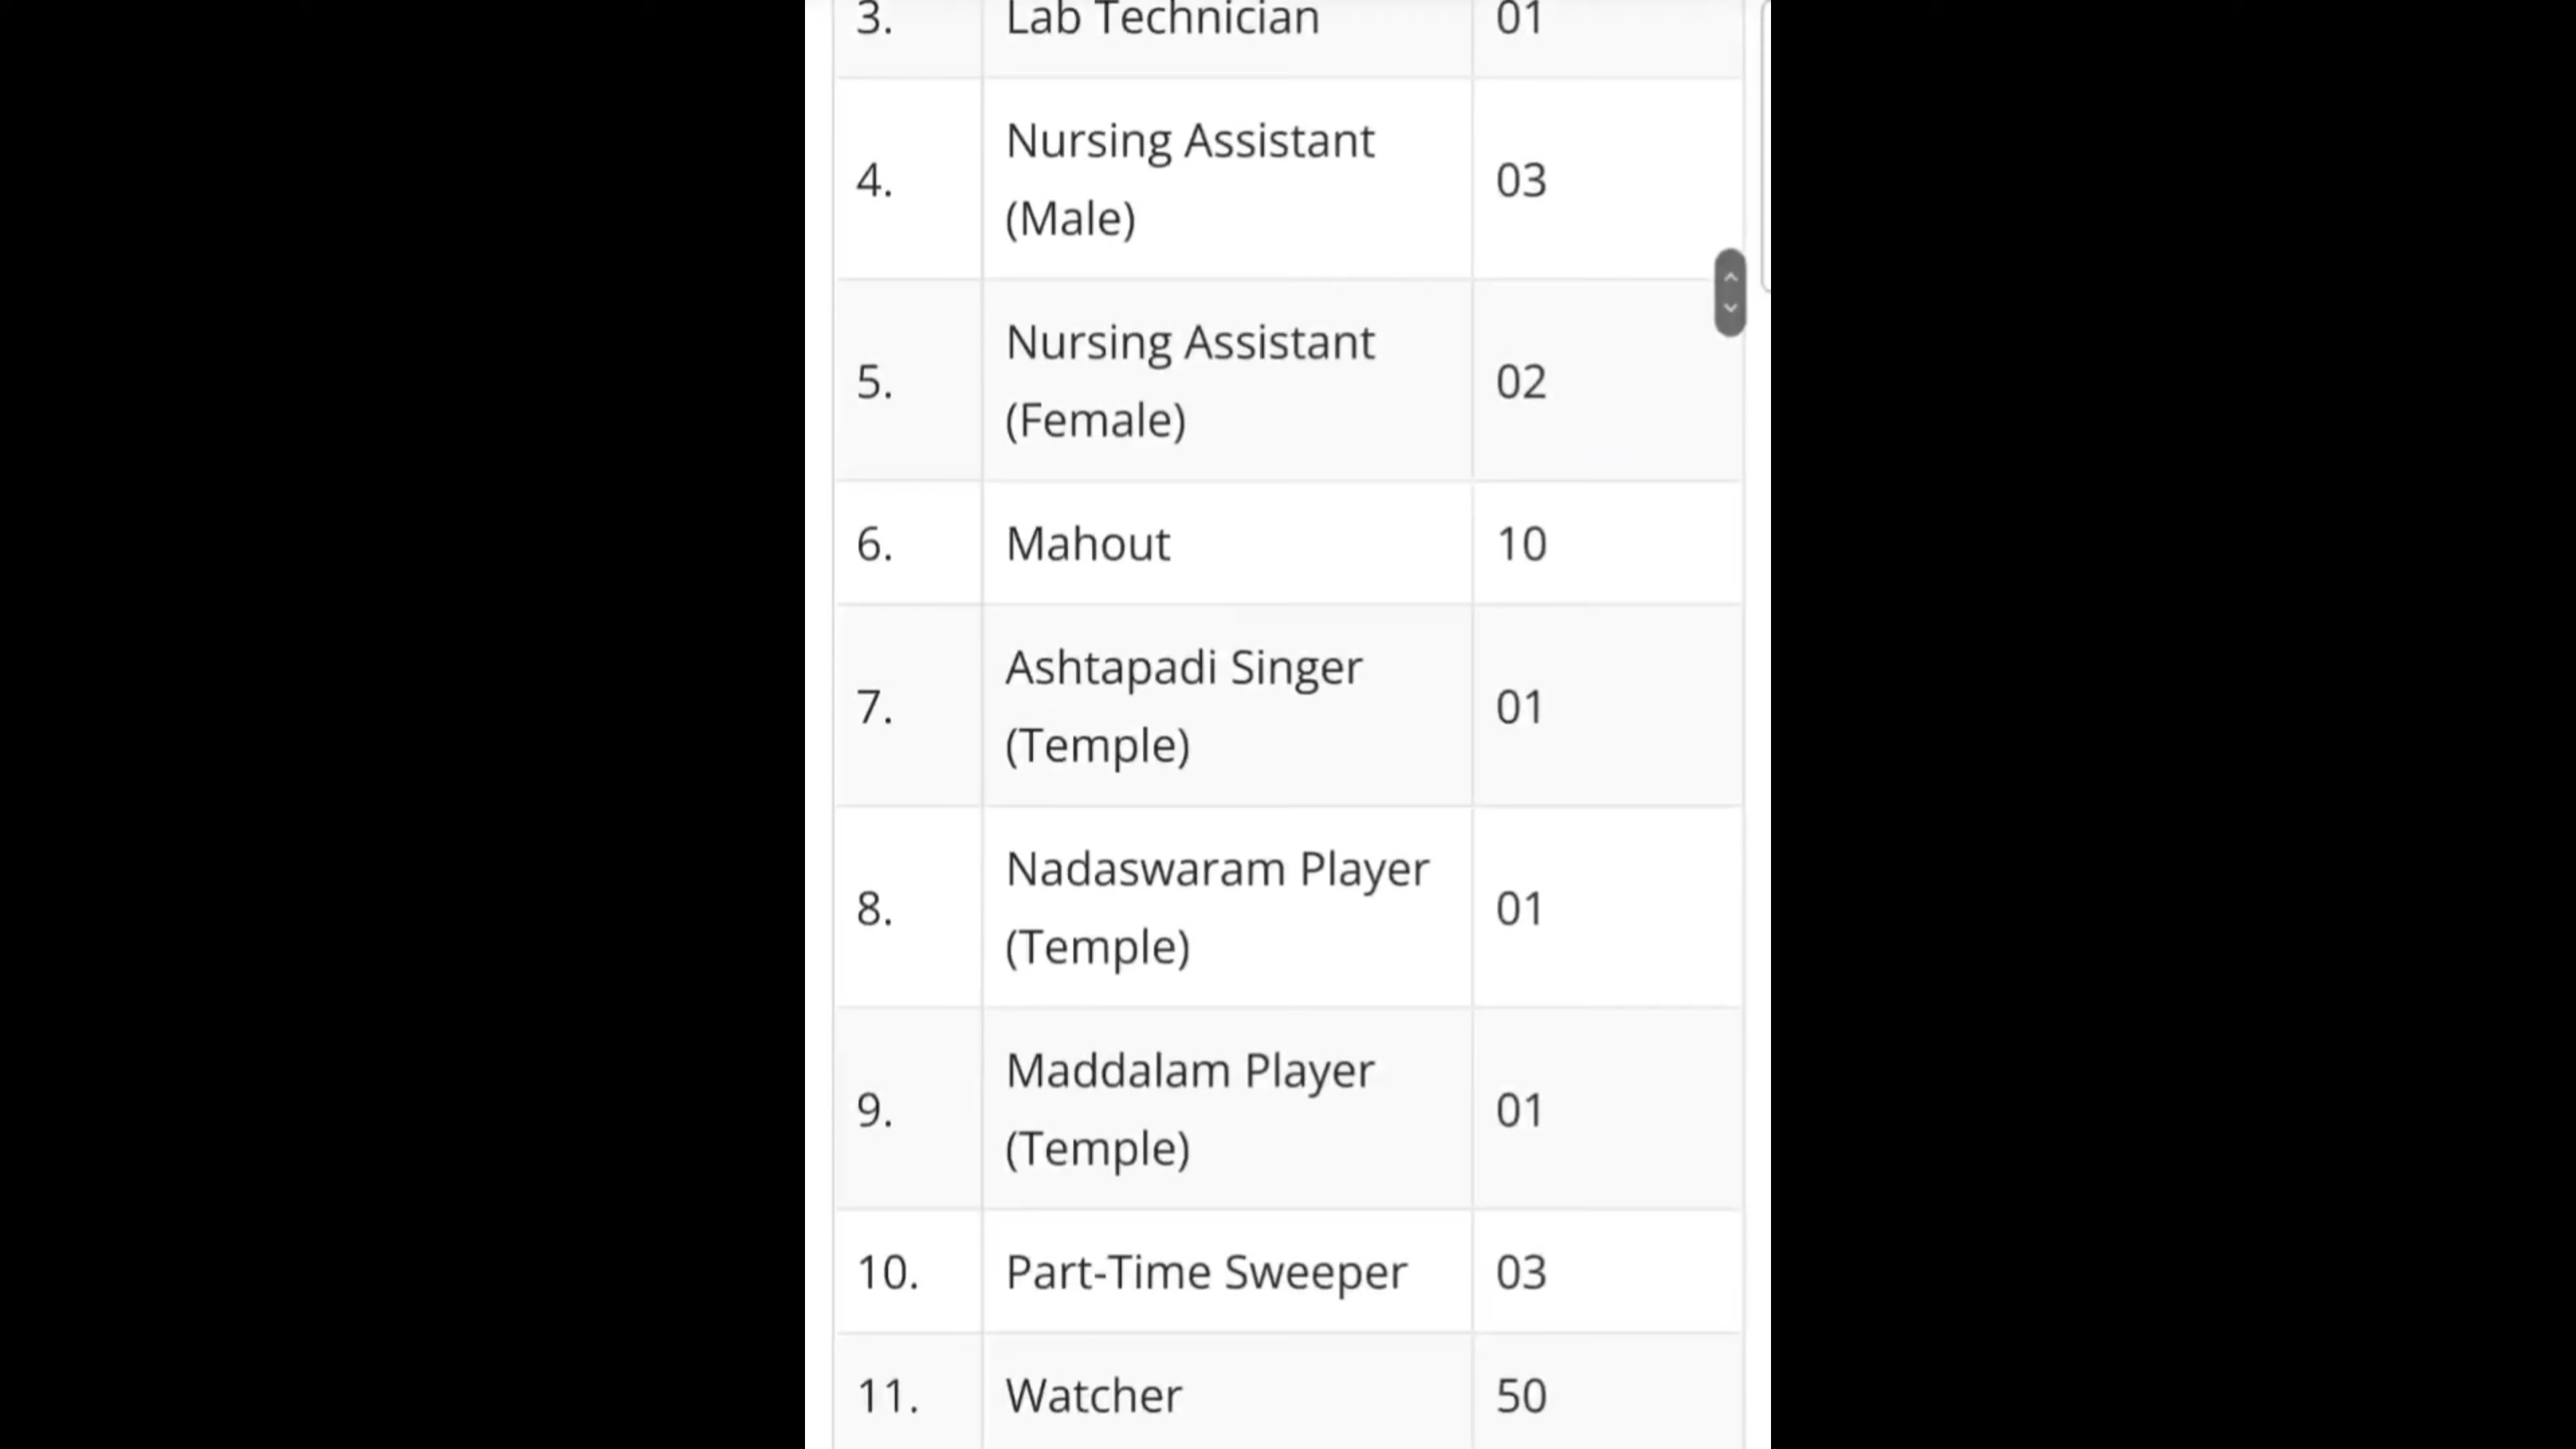 3. Lab Technician 01
Nursing Assistant
4. 03
(Male)
Nursing Assistant
5. 02
(Female)
6. Mahout 10
Ashtapadi Singer
7. 01
(Temple)
Nadaswaram Player
8. 01
(Temple)
Maddalam Player
9. 01
(Temple)
10. Part-Time Sweeper 03
11. Watcher 50